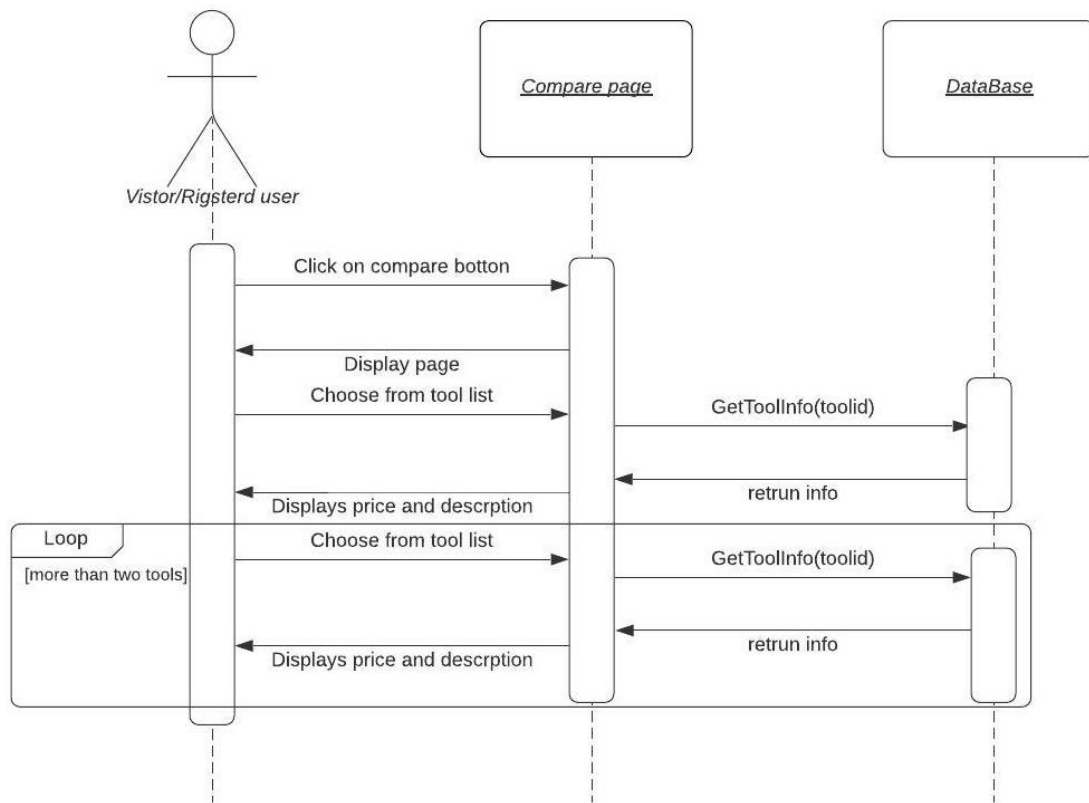 Compare page
DataBase
Vistor/Rigsterd user
Click on compare botton
Display page
Choose from tool list
GetToolInfo(toolid)
retrun info
Displays price and descrption
Loop
Choose from tool list
[more than two tools]
GetToolInfo(toolid)
retrun info
Displays price and descrption